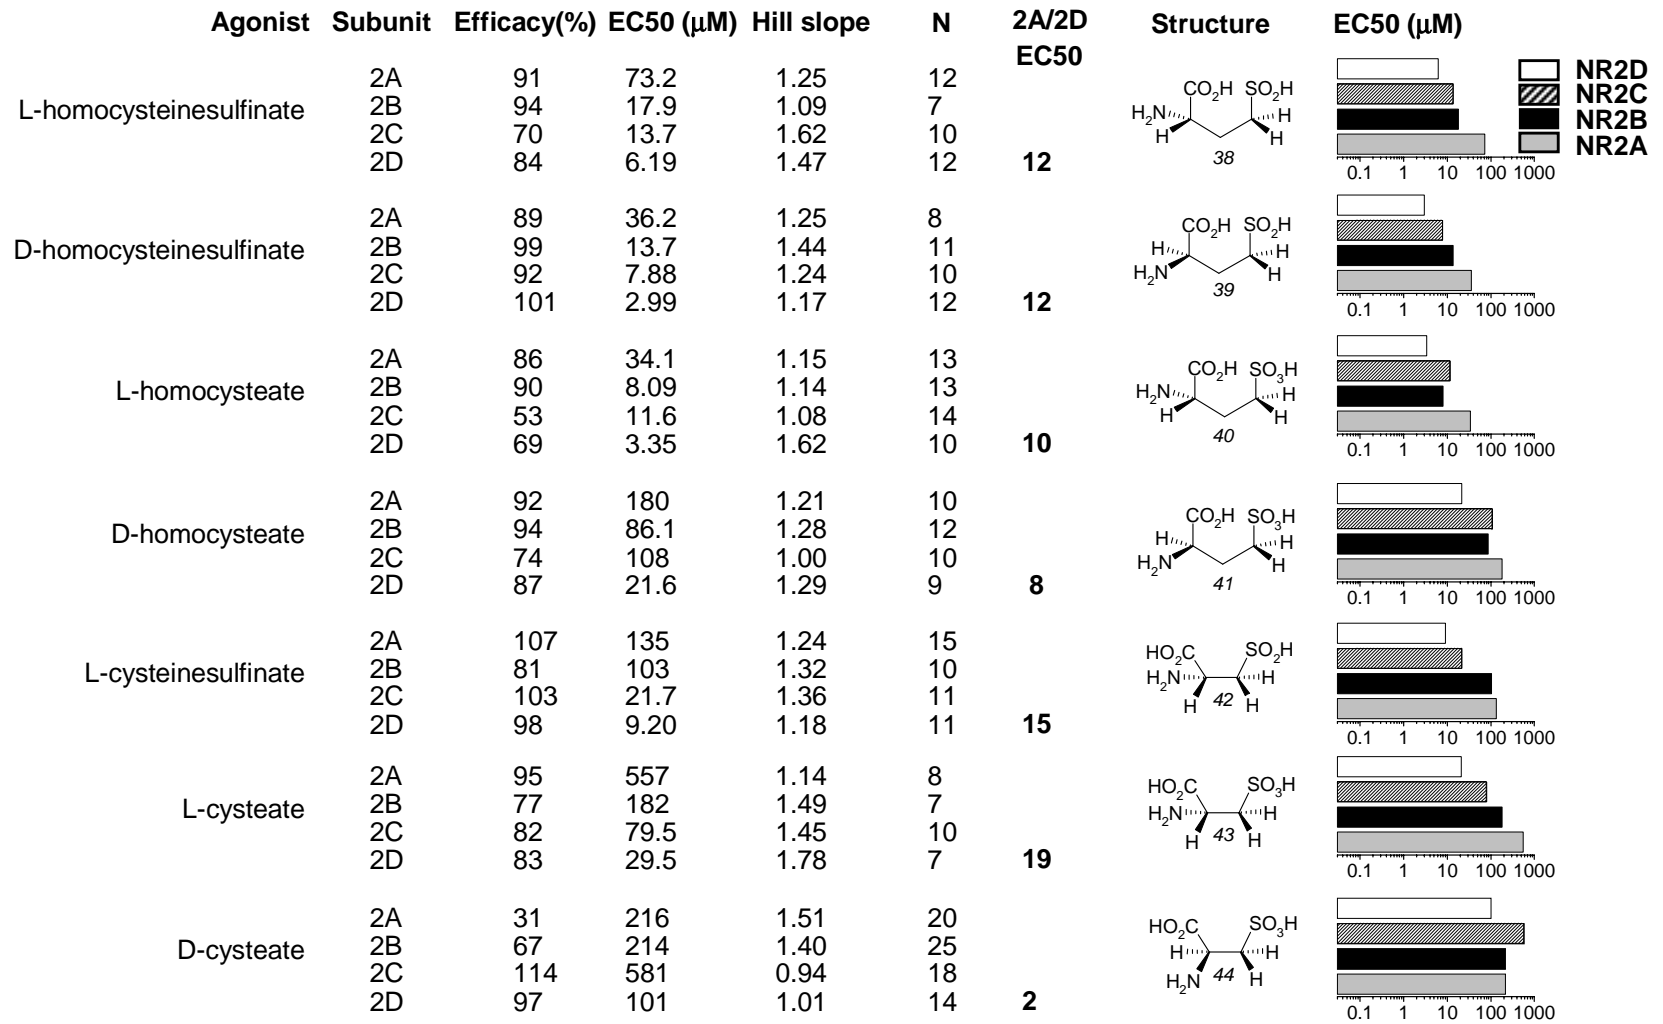 Agonist Subunit Efficacy(%) EC50 (μM) Hill slope N 2A/2D EC50 Structure EC50 (μM)
NR2D
NR2C
NR2B
NR2A
L-homocysteinesulfinate
2A 91 73.2 1.25 12
2B 94 17.9 1.09 7
2C 70 13.7 1.62 10
2D 84 6.19 1.47 12 12
CO2H SO2H
H2N H
H H
38
0.1 1 10 100 1000
D-homocysteinesulfinate
2A 89 36.2 1.25 8
2B 99 13.7 1.44 11
2C 92 7.88 1.24 10
2D 101 2.99 1.17 12 12
CO2H SO2H
H H
H2N H
39
0.1 1 10 100 1000
L-homocysteate
2A 86 34.1 1.15 13
2B 90 8.09 1.14 13
2C 53 11.6 1.08 14
2D 69 3.35 1.62 10 10
CO2H SO3H
H2N H
H H
40
0.1 1 10 100 1000
D-homocysteate
2A 92 180 1.21 10
2B 94 86.1 1.28 12
2C 74 108 1.00 10
2D 87 21.6 1.29 9 8
CO2H SO3H
H H
H2N H
41
0.1 1 10 100 1000
L-cysteinesulfinate
2A 107 135 1.24 15
2B 81 103 1.32 10
2C 103 21.7 1.36 11
2D 98 9.20 1.18 11 15
HO2C SO2H
H2N H
H 42 H
0.1 1 10 100 1000
L-cysteate
2A 95 557 1.14 8
2B 77 182 1.49 7
2C 82 79.5 1.45 10
2D 83 29.5 1.78 7 19
HO2C SO3H
H2N H
H 43 H
0.1 1 10 100 1000
D-cysteate
2A 31 216 1.51 20
2B 67 214 1.40 25
2C 114 581 0.94 18
2D 97 101 1.01 14 2
HO2C SO3H
H H
H2N 44 H
0.1 1 10 100 1000